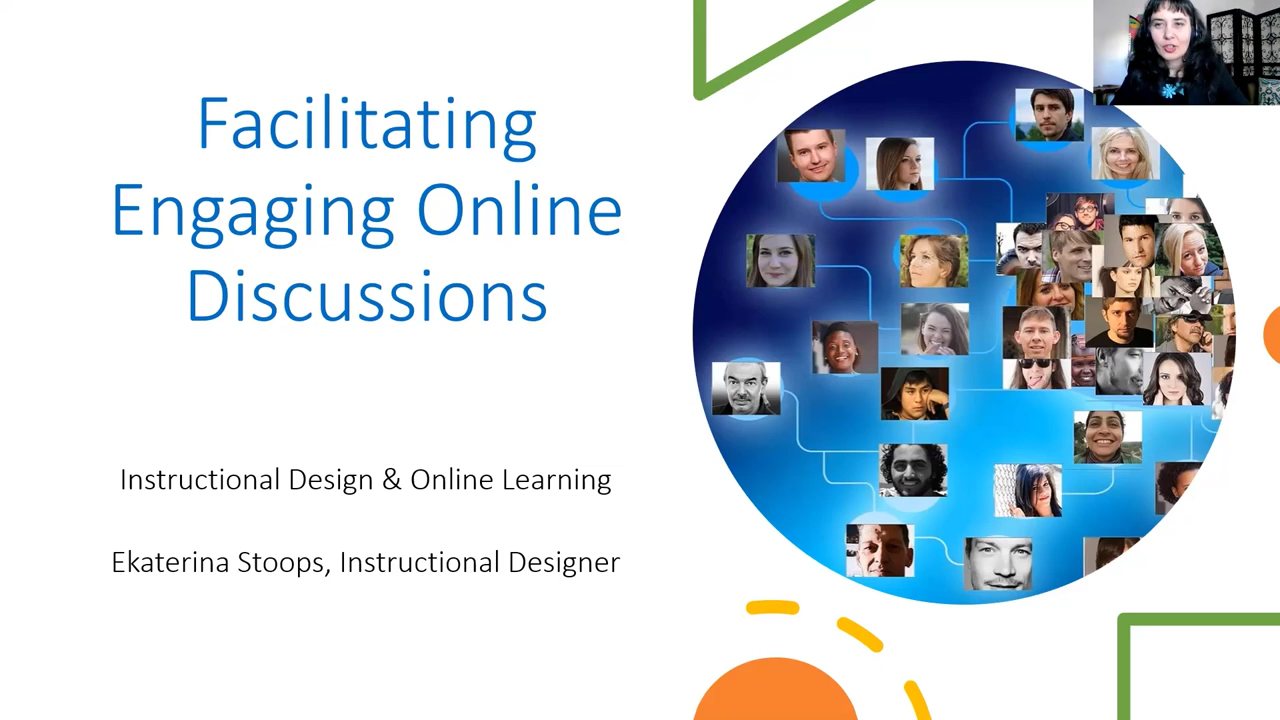 Facilitating
Engaging Online
Discussions
Instructional Design & Online Learning
Ekaterina Stoops, Instructional Designer